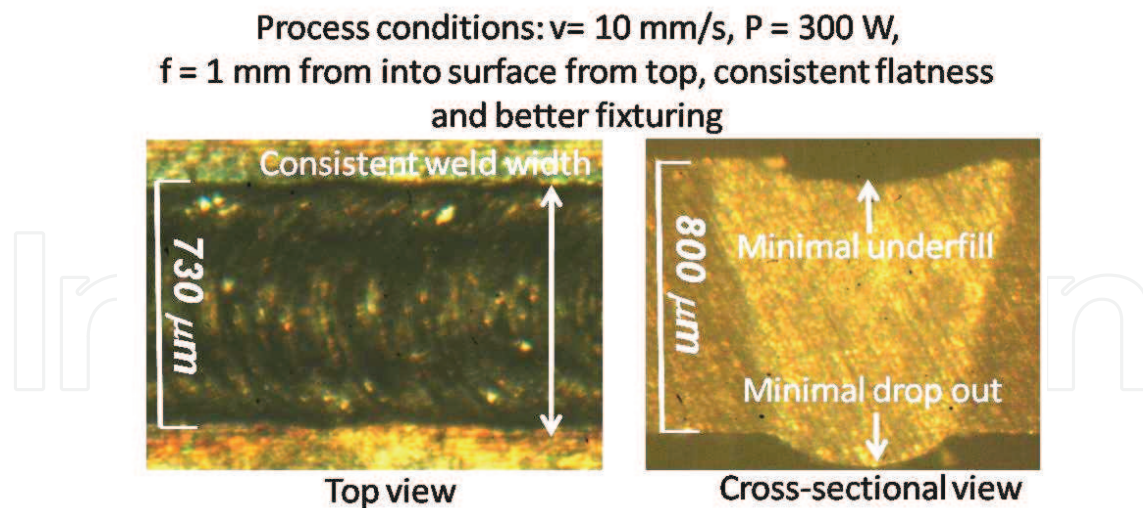 Process conditions: v= 10 mm/s, P = 300 W,
f = 1 mm from into surface from top, consistent flatness
and better fixturing
Consistent weld width
730 µm
Top view
800 µm
Minimal underfill
Minimal drop out
Cross-sectional view